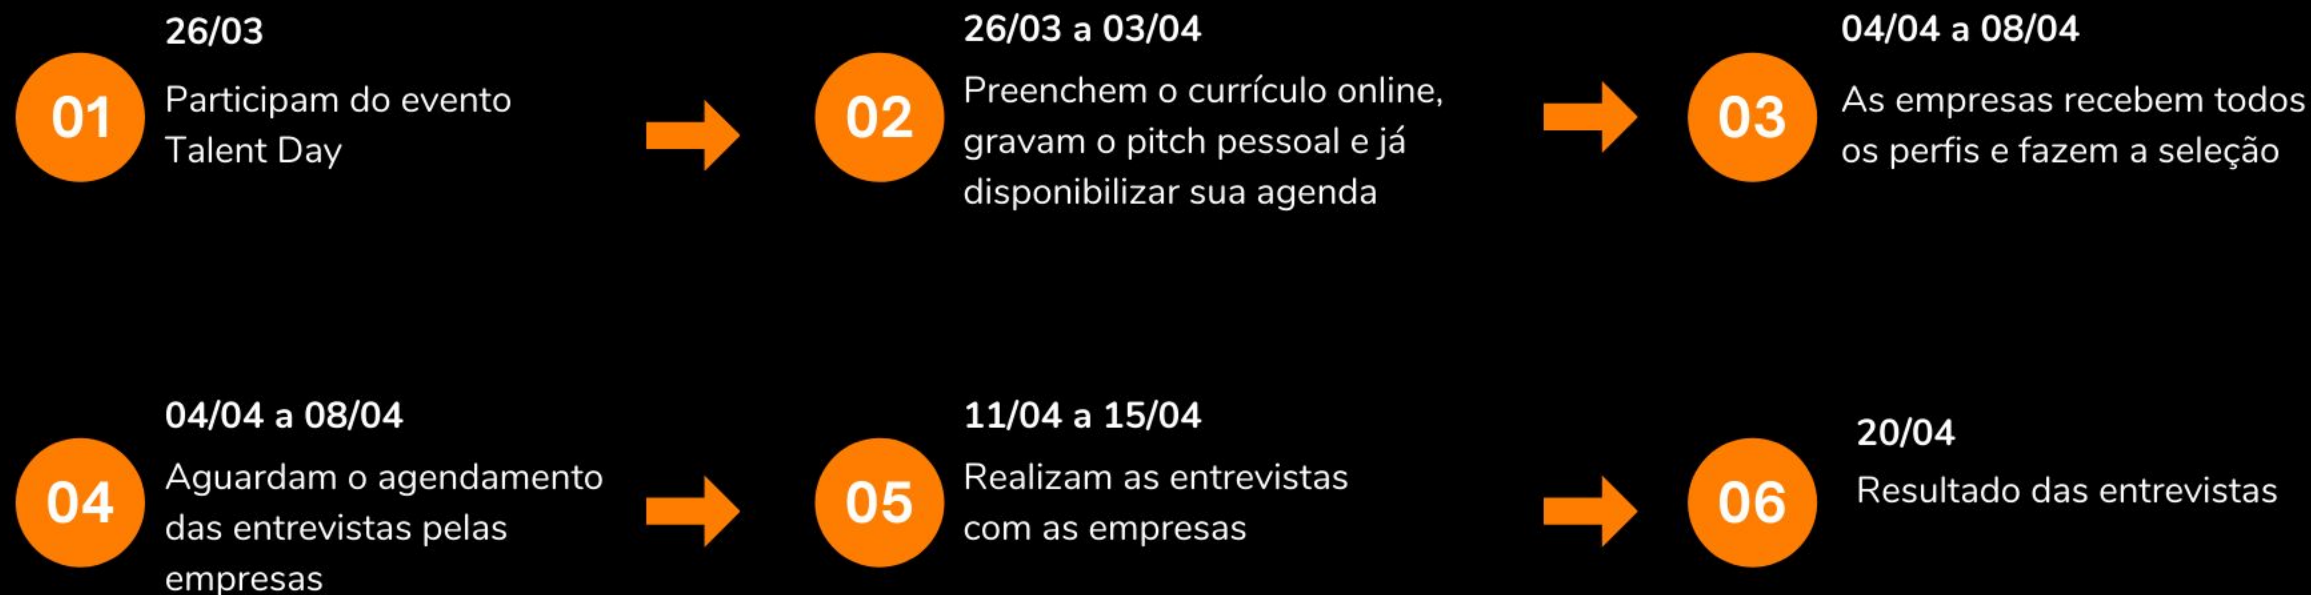 26/03
01
Participam do evento
Talent Day
26/03 a 03/04
02
Preenchem o currículo online,
gravam o pitch pessoal e já
disponibilizar sua agenda
04/04 a 08/04
03
As empresas recebem todos
os perfis e fazem a seleção
04/04 a 08/04
04
Aguardam o agendamento
das entrevistas pelas
empresas
11/04 a 15/04
05
Realizam as entrevistas
com as empresas
20/04
06
Resultado das entrevistas